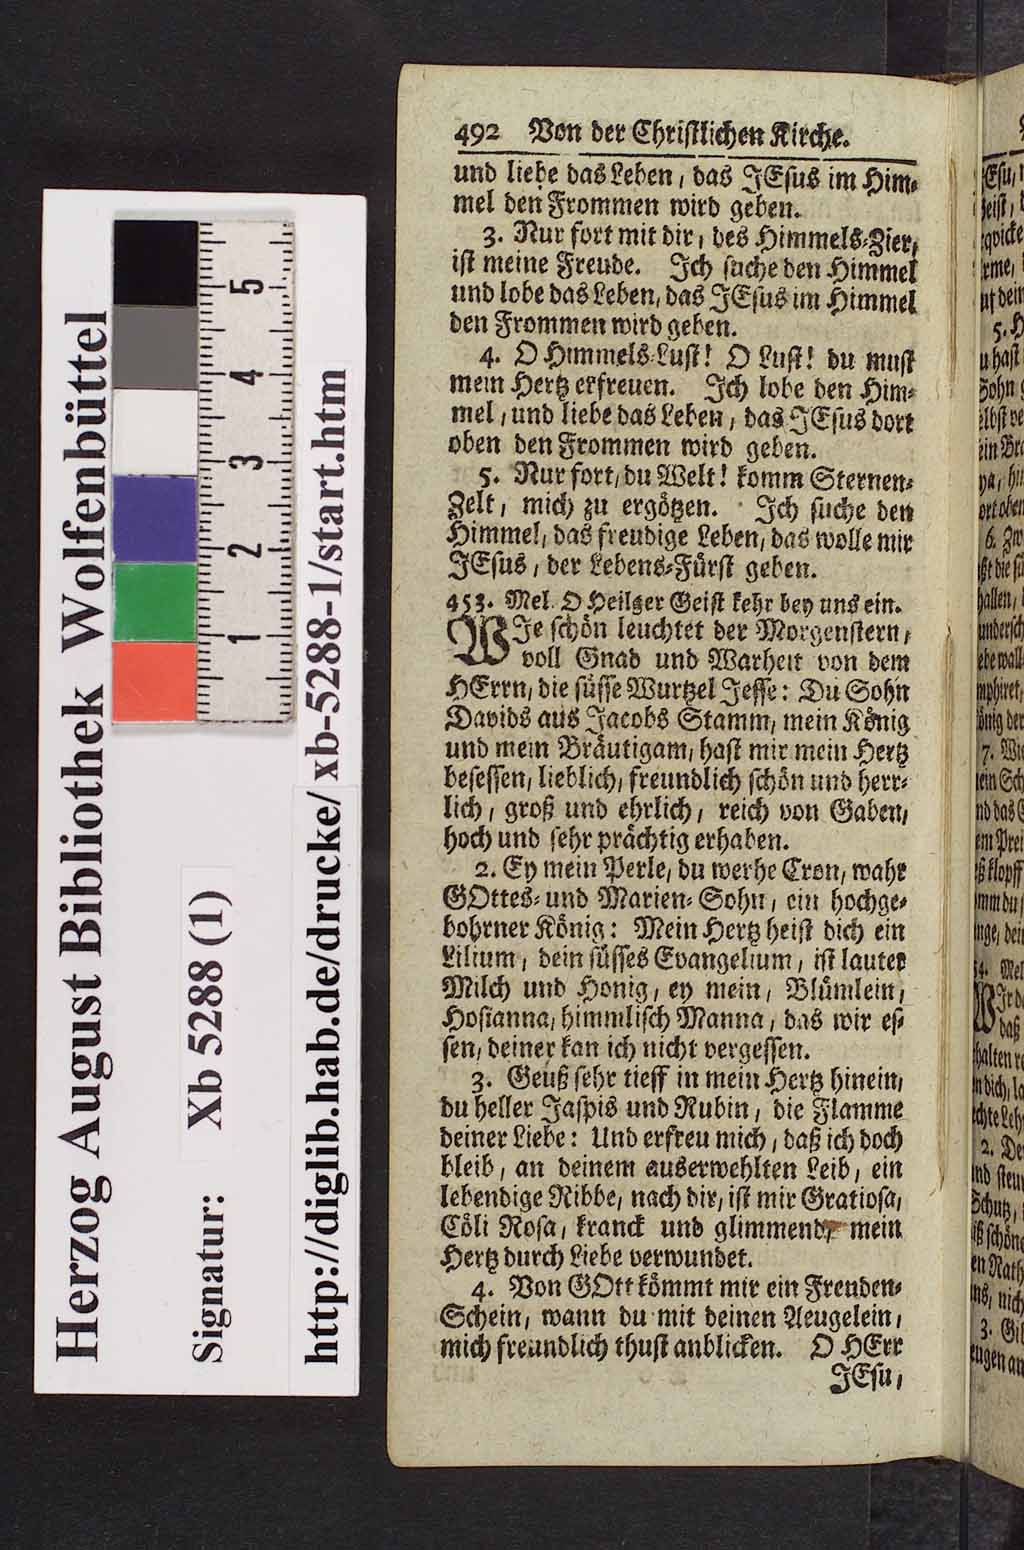 492 Von der Christlichen Kirche.
und liebe das Leben, das JEsus im Him-
mel den Frommen wird geben.
3. Nur fort mit dir, des Himmels-Zier,
ist meine Freude. Ich suche den Himmel
und lobe das Leben, das JEsus im Himmel
den Frommen wird geben.
4. O Himmels-Lust! O Lust! du must
mein Hertz erfreuen. Ich lobe den Him-
mel, und liebe das Leben, das JEsus dort
oben den Frommen wird geben.
5. Nur fort, du Welt! komm Sternen-
Zelt, mich zu ergötzen. Ich suche den
Himmel, das freudige Leben, das wolle mir
JEsus, der Lebens-Fürst geben.
453. Mel. O Heilger Geist kehr bey uns ein.
WIe schön leuchtet der Morgenstern,
voll Gnad und Warheit von dem
HErrn, die süsse Wurtzel Jesse: Du Sohn
Davids aus Jacobs Stamm, mein König
und mein Bräutigam, hast mir mein Hertz
besessen, lieblich, freundlich schön und herr-
lich, groß und ehrlich, reich von Gaben,
hoch und sehr prächtig erhaben.
2. Ey mein Perle, du werhe Cron, wahr
GOttes- und Marien-Sohn, ein hochge-
bohrner König: Mein Hertz heist dich ein
Lilium, dein süsses Evangelium, ist lauter
Milch und Honig, ey mein, Blümlein,
Hosianna, himmlisch Manna, das wir es-
sen, deiner kan ich nicht vergessen.
3. Geuß sehr tieff in mein Hertz hinein,
du heller Jaspis und Rubin, die Flamme
deiner Liebe: Und erfreu mich, daß ich doch
bleib, an deinem auserwehlten Leib, ein
lebendige Ribbe, nach dir, ist mir Gratiosa,
Cöli Rosa, kranck und glimmend, mein
Hertz durch Liebe verwundet.
4. Von GOtt kömmt mir ein Freuden-
Schein, wann du mit deinen Aeugelein,
mich freundlich thust anblicken. O HErr
JEsu,
Herzog August Bibliothek Wolfenbüttel
Signatur: Xb 5288 (1)
http://diglib.hab.de/drucke/xb-5288-1/start.htm
5
4
3
2
1